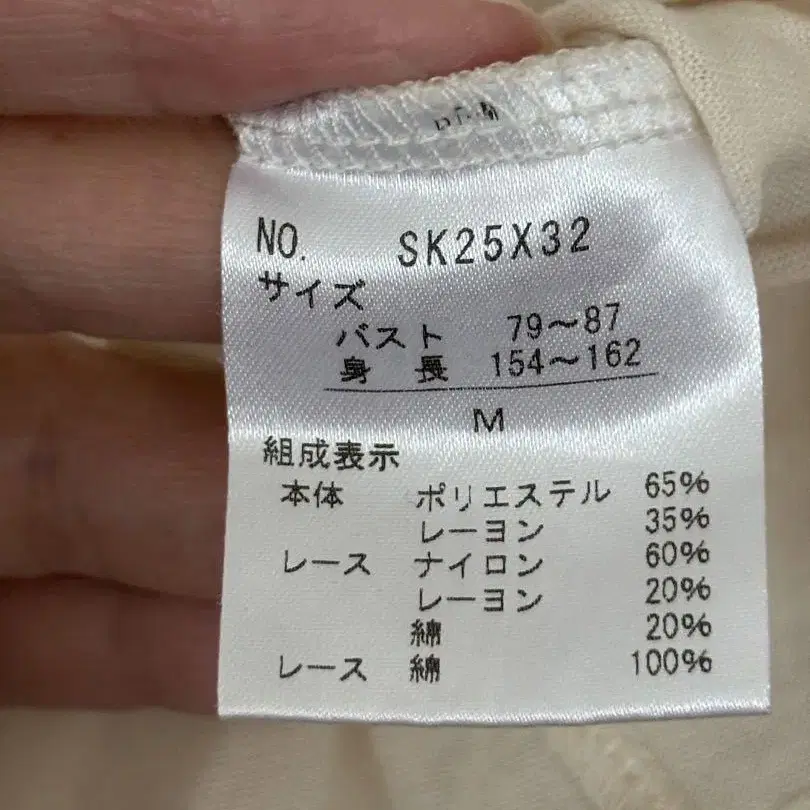 NO. SK25X32
サイズ
バスト 79～87
身長 154～162
M
組成表示
本体 ポリエステル 65%
レーヨン 35%
レース ナイロン 60%
レーヨン 20%
綿 20%
レース 綿 100%